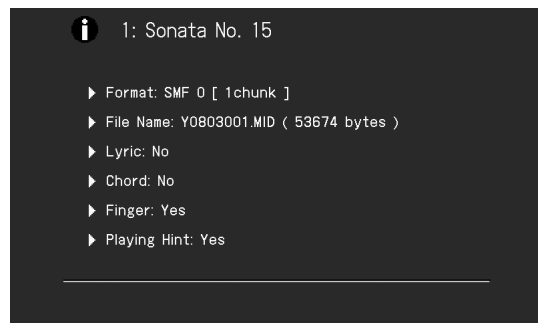 1: Sonata No. 15
Format: SMF 0 [ 1chunk ]
File Name: Y0803001.MID ( 53674 bytes )
Lyric: No
Chord: No
Finger: Yes
Playing Hint: Yes